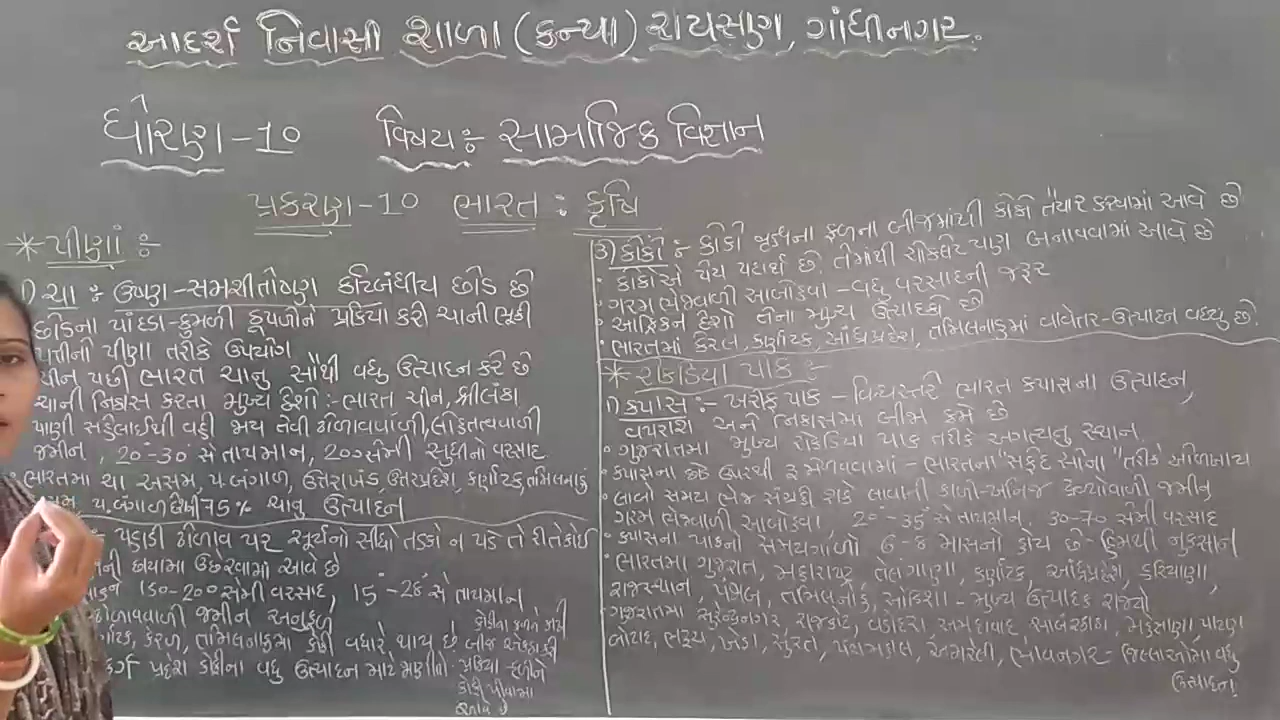 આદર્શ નિવાસી શાળા (કન્યા) રાયસણ, ગાંધીનગર.
ધોરણ-10 વિષય: સામાજિક વિજ્ઞાન
પ્રકરણ-10 ભારત : કૃષિ
* પીણાં :-
1) ચા : ઉષ્ણ-સમશીતોષ્ણ કટિબંધીય છોડ છે
છોડના પાંદડા-કુમળી કૂંપળોને પ્રક્રિયા કરી ચાની ભૂકી
પત્તીનો પીણા તરીકે ઉપયોગ
ચીન પછી ભારત ચાનુ સૌથી વધુ ઉત્પાદન કરે છે
ચાની નિકાસ કરતા મુખ્ય દેશો :- ભારત ચીન, શ્રીલંકા
પાણી સહેલાઈથી વહી જાય તેવી ઢોળાવવાળી, લોહતત્વવાળી
જમીન, 20°-30° સે તાપમાન, 200 સેમી સુધીનો વરસાદ
ભારતમા ચા અસમ, પ.બંગાળ, ઉત્તરાખંડ, ઉત્તરપ્રદેશ, કર્ણાટક, તમિલનાડુ
પ.બંગાળ 75% ચાનુ ઉત્પાદન
પહાડી ઢોળાવ પર સૂર્યનો સીધો તડકો ન પડે તે રીતે કોઈ
છાયામા ઉછેરવામાં આવે છે
150-200 સેમી વરસાદ, 15°-28° સે તાપમાન
ઢોળાવવાળી જમીન અનુકૂળ
કેરળ, તામિલનાડુમા કોફી વધારે થાય છે
પ્રદેશ કોફીના વધુ ઉત્પાદન માટે જાણીતો
કોફીના ફળને
પ્રક્રિયા
કોફી પીવામા
આવે છે
3) કોકો : કોકો વૃક્ષના ફળના બીજમાંથી કોકો તૈયાર કરવામાં આવે છે
• કોકોએ પેય પદાર્થ છે. તેમાંથી ચોકલેટ પણ બનાવવામાં આવે છે
• ગરમ ભેજવાળી આબોહવા - વધુ વરસાદની જરૂર
• આફ્રિકન દેશો તેના મુખ્ય ઉત્પાદકો છે
• ભારતમાં કેરલ, કર્ણાટક, આંધ્રપ્રદેશ, તમિલનાડુમાં વાવેતર-ઉત્પાદન વધ્યુ છે.
* રોકડિયા પાક :-
1) કપાસ :- ખરીફ પાક - વિશ્વસ્તરે ભારત કપાસના ઉત્પાદન,
વપરાશ અને નિકાસમા ક્રમે છે
• ગુજરાતમા મુખ્ય રોકડિયા પાક તરીકે અગત્યનુ સ્થાન
• કપાસના છોડ ઉપરથી રૂ મેળવવામાં - ભારતના "સફેદ સોના" તરીકે ઓળખાય
• લાંબો સમય ભેજ સંગ્રહી શકે લાવાની કાળી-ખનિજ દ્રવ્યોવાળી જમીન
ગરમ ભેજવાળી આબોહવા 20°-35° સે તાપમાન 30-70 સેમી વરસાદ
• કપાસના પાકનો સમયગાળો 6-8 માસનો હોય છે - હિમથી નુકસાન
• ભારતમા ગુજરાત, મહારાષ્ટ્ર, તેલંગાણા, કર્ણાટક, આંધ્રપ્રદેશ, હરિયાણા,
રાજસ્થાન, પંજાબ, તમિલનાડુ, ઓડિશા - મુખ્ય ઉત્પાદક રાજ્યો
• ગુજરાતમા સુરેન્દ્રનગર, રાજકોટ, વડોદરા, અમદાવાદ, સાબરકાંઠા, મહેસાણા, પાટણ
બોટાદ, ભરૂચ, ખેડા, સુરત, પંચમહાલ, અમરેલી, ભાવનગર - જિલ્લાઓમા વધુ
ઉત્પાદન